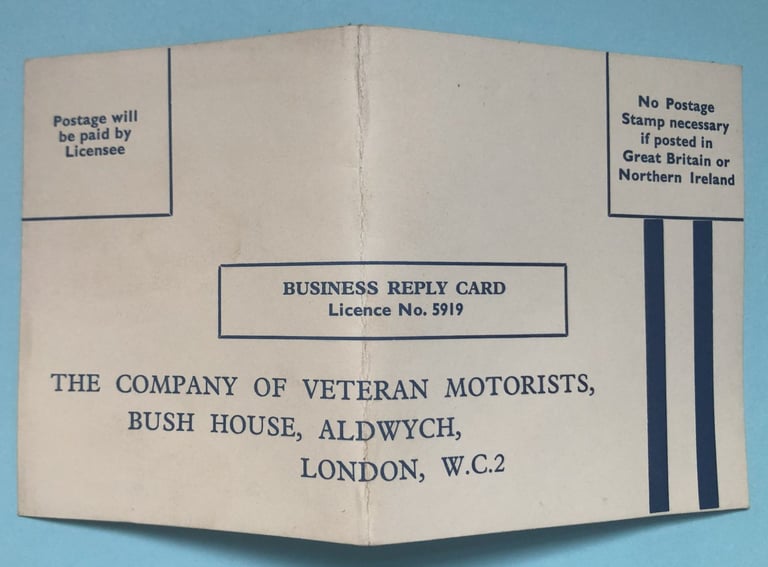 Postage will
be paid by
Licensee
No Postage
Stamp necessary
if posted in
Great Britain or
Northern Ireland
BUSINESS REPLY CARD
Licence No. 5919
THE COMPANY OF VETERAN MOTORISTS,
BUSH HOUSE, ALDWYCH,
LONDON, W.C.2